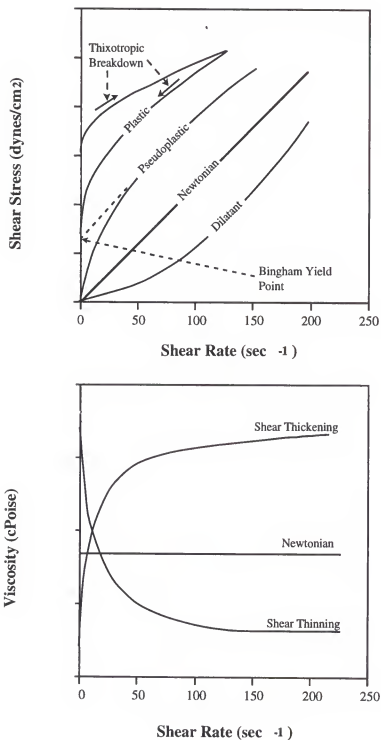 Thixotropic
Breakdown
Shear Stress (dynes/cm2)
Plastic
Pseudoplastic
Newtonian
Dilatant
Bingham Yield
Point
0 50 100 150 200 250
Shear Rate (sec -1 )
Viscosity (cPoise)
Shear Thickening
Newtonian
Shear Thinning
0 50 100 150 200 250
Shear Rate (sec -1 )